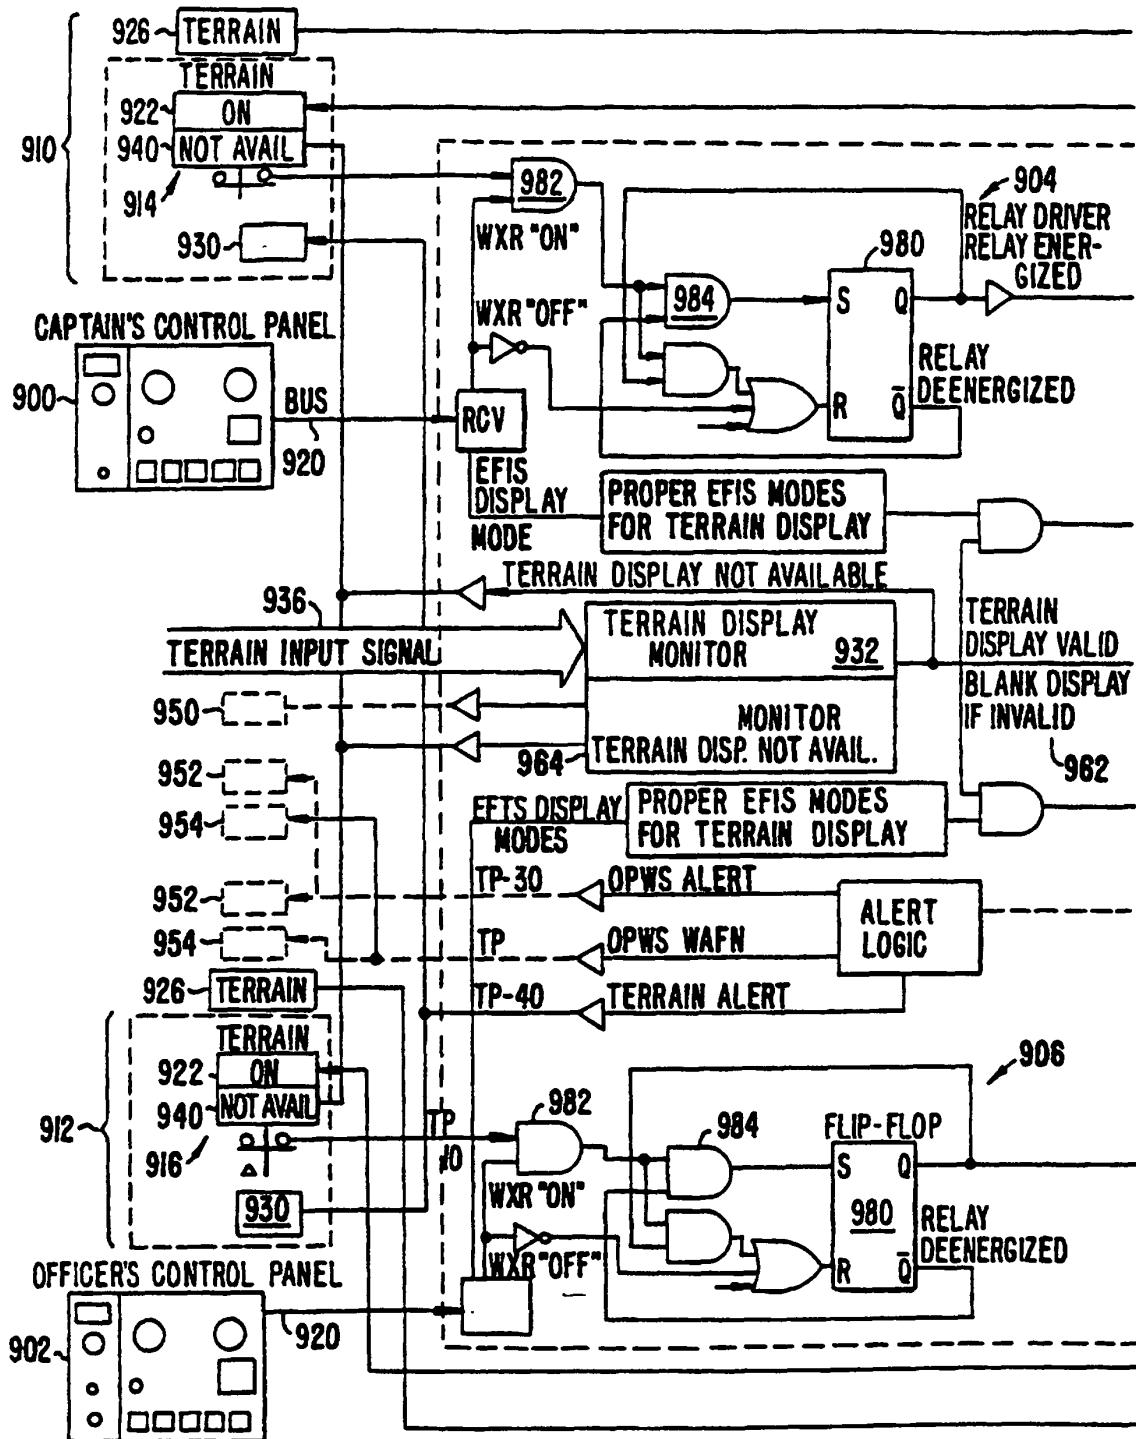 926 TERRAIN
TERRAIN
922 ON
940 NOT AVAIL
910
914
930
982
WXR "ON"
904
RELAY DRIVER
RELAY ENER-
GIZED
980
984
S Q
WXR "OFF"
RELAY
DEENERGIZED
R Q̄
CAPTAIN'S CONTROL PANEL
900
BUS
920
RCV
EFIS
DISPLAY
MODE
PROPER EFIS MODES
FOR TERRAIN DISPLAY
TERRAIN DISPLAY NOT AVAILABLE
936
TERRAIN INPUT SIGNAL
TERRAIN DISPLAY
MONITOR 932
TERRAIN
DISPLAY VALID
BLANK DISPLAY
IF INVALID
962
950
MONITOR
TERRAIN DISP. NOT AVAIL.
964
952
954
EFTS DISPLAY
MODES
PROPER EFIS MODES
FOR TERRAIN DISPLAY
952
954
TP-30 OPWS ALERT
TP OPWS WAFN
TP-40 TERRAIN ALERT
ALERT
LOGIC
926 TERRAIN
TERRAIN
922 ON
940 NOT AVAIL
912
916
930
TP
10
982
WXR "ON"
984
906
FLIP-FLOP
S Q
980
RELAY
DEENERGIZED
R Q̄
WXR "OFF"
OFFICER'S CONTROL PANEL
902
920